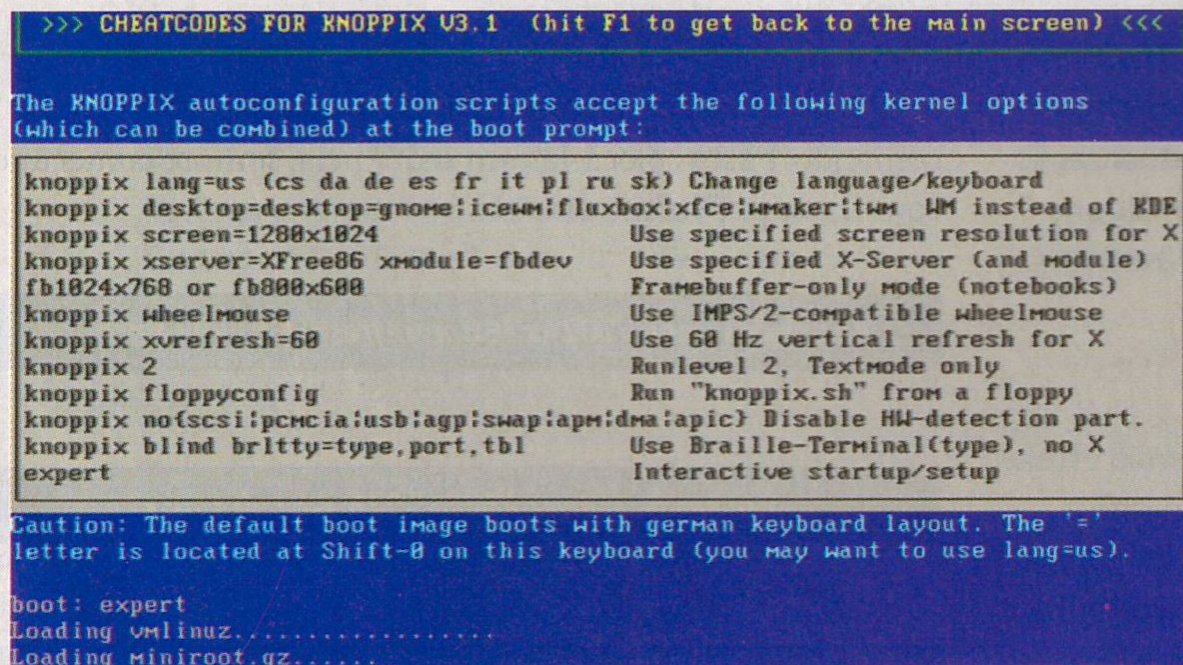 >>> CHEATCODES FOR KNOPPIX V3.1 (hit F1 to get back to the main screen) <<<
The KNOPPIX autoconfiguration scripts accept the following kernel options
(which can be combined) at the boot prompt:
knoppix lang=us (cs da de es fr it pl ru sk) Change language/keyboard
knoppix desktop=desktop=gnome|icewm|fluxbox|xfce|wmaker|twm WM instead of KDE
knoppix screen=1280x1024 Use specified screen resolution for X
knoppix xserver=XFree86 xmodule=fbdev Use specified X-Server (and module)
fb1024x768 or fb800x600 Framebuffer-only mode (notebooks)
knoppix wheelmouse Use IMPS/2-compatible wheelmouse
knoppix xvrefresh=60 Use 60 Hz vertical refresh for X
knoppix 2 Runlevel 2, Textmode only
knoppix floppyconfig Run "knoppix.sh" from a floppy
knoppix no{scsi|pcmcia|usb|agp|swap|apm|dma|apic} Disable HW-detection part.
knoppix blind brltty=type,port,tbl Use Braille-Terminal(type), no X
expert Interactive startup/setup
Caution: The default boot image boots with german keyboard layout. The '='
letter is located at Shift-0 on this keyboard (you may want to use lang=us).
boot: expert
Loading vmlinuz..................
Loading miniroot.gz......